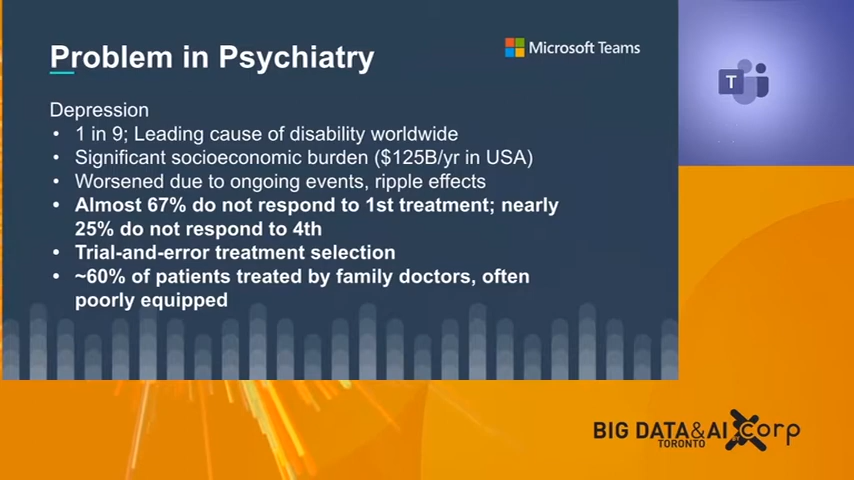 Problem in Psychiatry
Microsoft Teams
T
Depression
• 1 in 9; Leading cause of disability worldwide
• Significant socioeconomic burden ($125B/yr in USA)
• Worsened due to ongoing events, ripple effects
• Almost 67% do not respond to 1st treatment; nearly
25% do not respond to 4th
• Trial-and-error treatment selection
• ~60% of patients treated by family doctors, often
poorly equipped
BIG DATA&AI
TORONTO
BY
corp